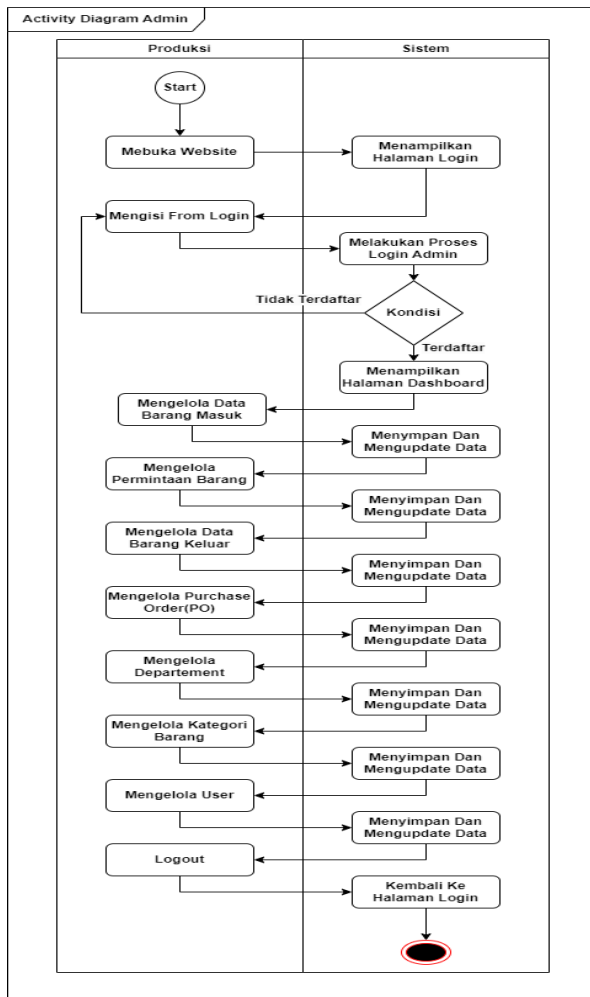 Activity Diagram Admin
Produksi
Sistem
Start
Mebuka Website
Menampilkan
Halaman Login
Mengisi From Login
Melakukan Proses
Login Admin
Tidak Terdaftar
Kondisi
Terdaftar
Menampilkan
Halaman Dashboard
Mengelola Data
Barang Masuk
Menympan Dan
Mengupdate Data
Mengelola
Permintaan Barang
Menyimpan Dan
Mengupdate Data
Mengelola Data
Barang Keluar
Menyimpan Dan
Mengupdate Data
Mengelola Purchase
Order(PO)
Menyimpan Dan
Mengupdate Data
Mengelola
Departement
Menyimpan Dan
Mengupdate Data
Mengelola Kategori
Barang
Menyimpan Dan
Mengupdate Data
Mengelola User
Menyimpan Dan
Mengupdate Data
Logout
Kembali Ke
Halaman Login